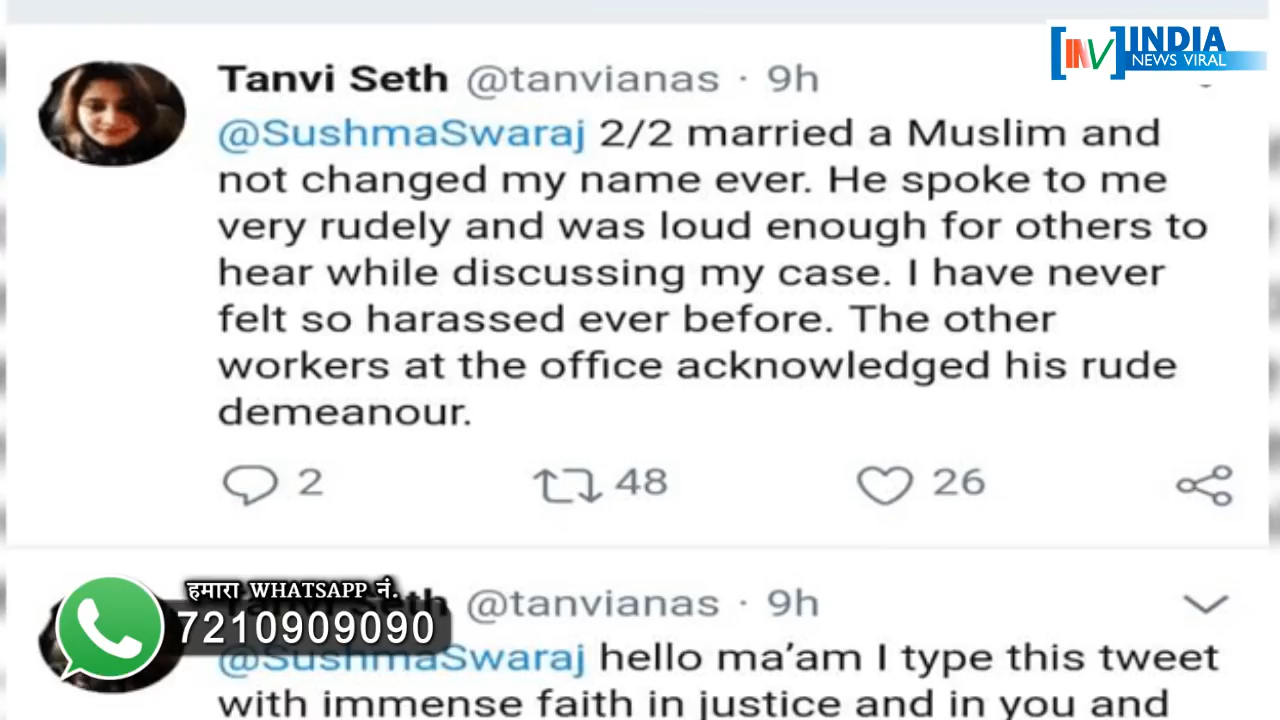 INV INDIA
NEWS VIRAL
Tanvi Seth @tanvianas · 9h
@SushmaSwaraj 2/2 married a Muslim and
not changed my name ever. He spoke to me
very rudely and was loud enough for others to
hear while discussing my case. I have never
felt so harassed ever before. The other
workers at the office acknowledged his rude
demeanour.
2 48 26
हमारा WHATSAPP नं.
7210909090
Tanvi Seth @tanvianas · 9h
@SushmaSwaraj hello ma’am I type this tweet
with immense faith in justice and in you and